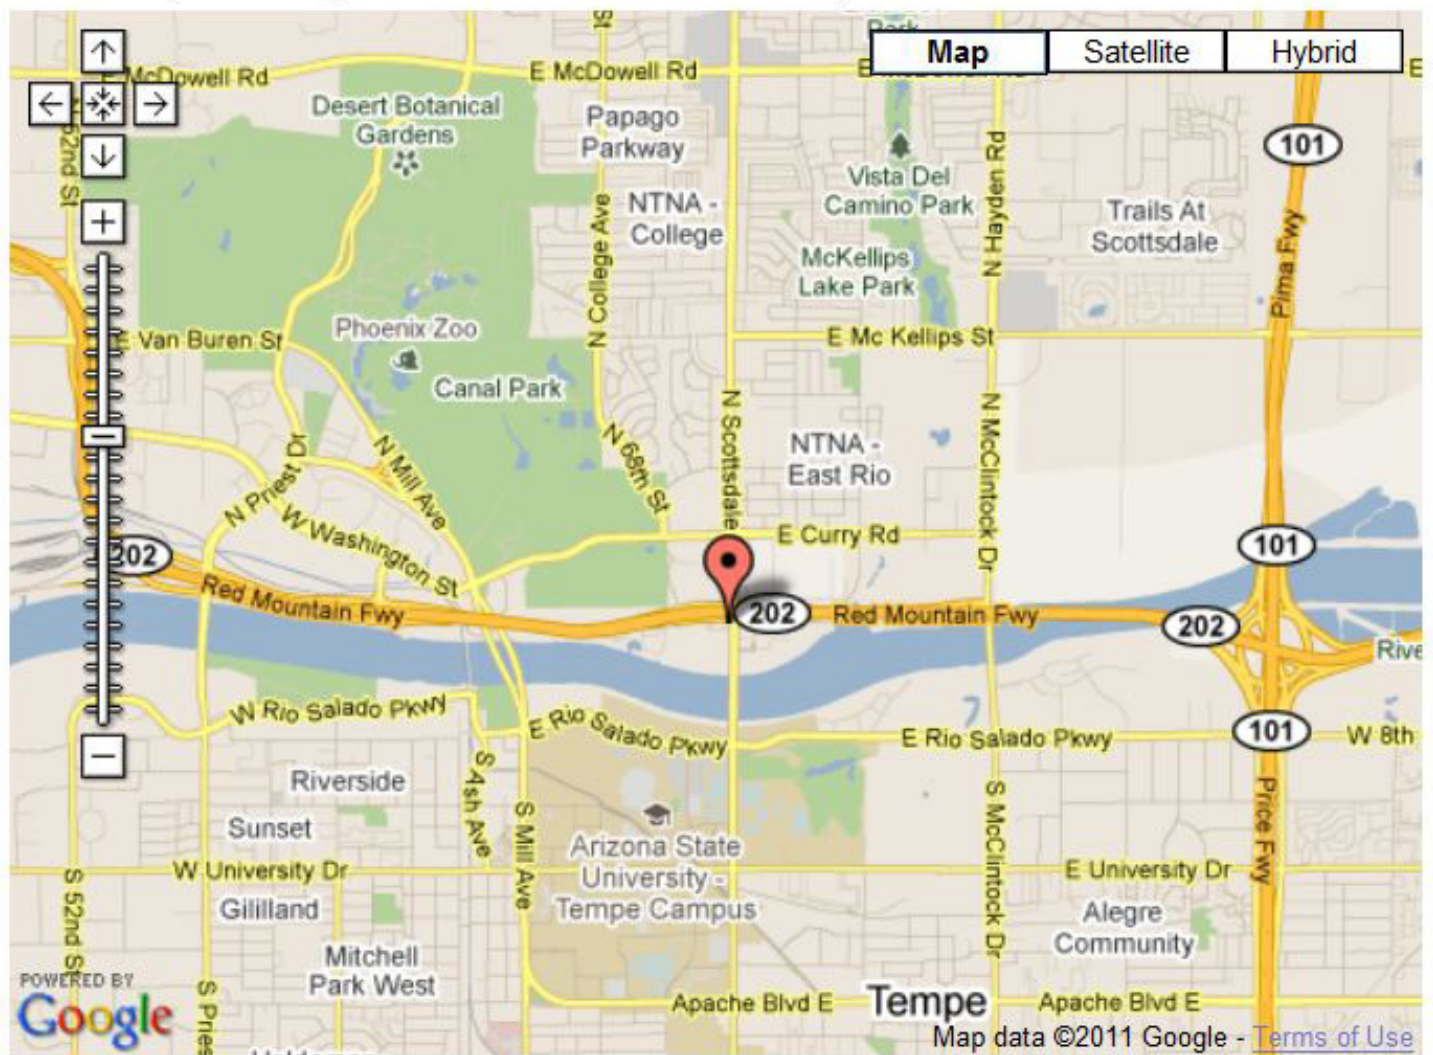 Park
Map
Satellite
Hybrid
E McDowell Rd
E McDowell Rd
E
N 52nd St
Desert Botanical
Gardens
Papago
Parkway
101
Vista Del
Camino Park
N Hayden Rd
NTNA -
College
Trails At
Scottsdale
N College Ave
McKellips
Lake Park
Pima Fwy
E Van Buren St
Phoenix Zoo
E Mc Kellips St
Canal Park
N Scottsdale
N McClintock Dr
N Priest Dr
N Mill Ave
N 68th St
NTNA -
East Rio
W Washington St
E Curry Rd
101
202
Red Mountain Fwy
202
Red Mountain Fwy
202
W Rio Salado Pkwy
E Rio Salado Pkwy
E Rio Salado Pkwy
101
W 8th
Riverside
S Ash Ave
Sunset
S Mill Ave
S McClintock Dr
Price Fwy
Arizona State
University -
Tempe Campus
W University Dr
E University Dr
S 52nd St
Gililland
Alegre
Community
Mitchell
Park West
POWERED BY
Google
Apache Blvd E
Tempe
Apache Blvd E
Map data ©2011 Google - Terms of Use